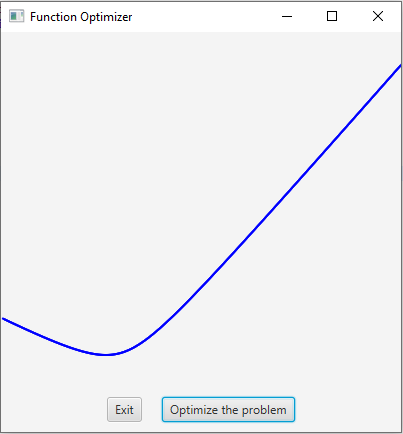 Function Optimizer
Exit
Optimize the problem